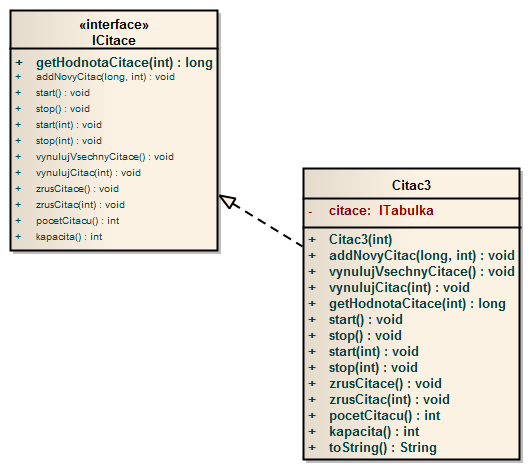 «interface»
ICitace
+ getHodnotaCitace(int) : long
+ addNovyCitac(long, int) : void
+ start() : void
+ stop() : void
+ start(int) : void
+ stop(int) : void
+ vynulujVsechnyCitace() : void
+ vynulujCitac(int) : void
+ zrusCitace() : void
+ zrusCitac(int) : void
+ pocetCitacu() : int
+ kapacita() : int
Citac3
- citace: ITabulka
+ Citac3(int)
+ addNovyCitac(long, int) : void
+ vynulujVsechnyCitace() : void
+ vynulujCitac(int) : void
+ getHodnotaCitace(int) : long
+ start() : void
+ stop() : void
+ start(int) : void
+ stop(int) : void
+ zrusCitace() : void
+ zrusCitac(int) : void
+ pocetCitacu() : int
+ kapacita() : int
+ toString() : String